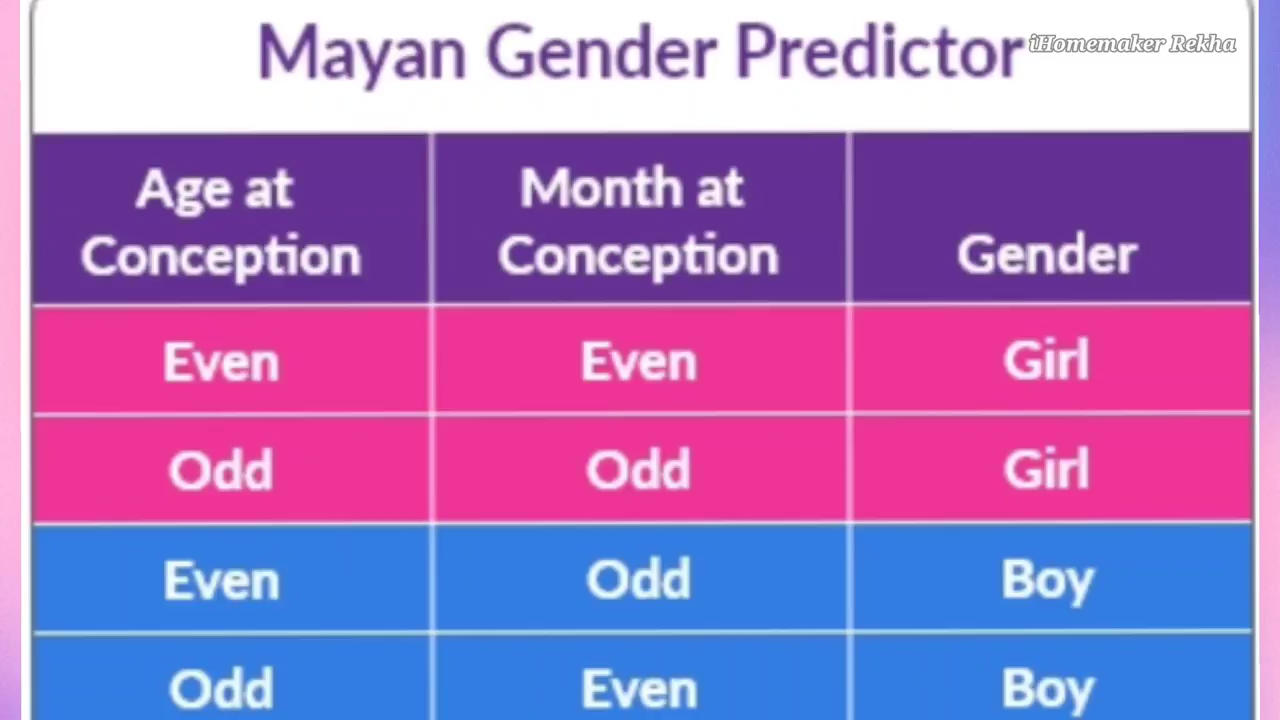 Mayan Gender Predictor
iHomemaker Rekha
Age at Conception Month at Conception Gender
Even Even Girl
Odd Odd Girl
Even Odd Boy
Odd Even Boy